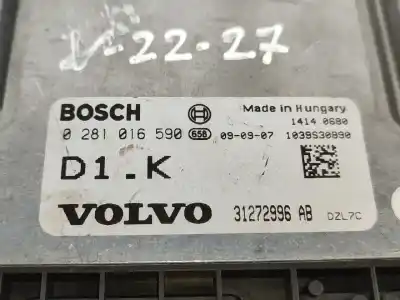 22-27
BOSCH Made in Hungary
1414 0680
0 281 016 590 658 09-09-07 1039S30890
D1.K
VOLVO 31272996 AB DZL7C